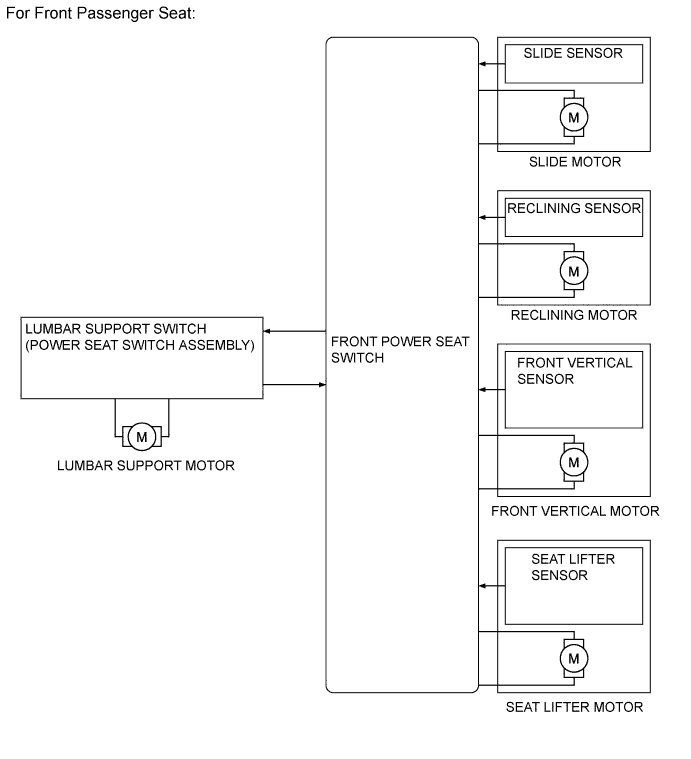 For Front Passenger Seat:
SLIDE SENSOR
M
SLIDE MOTOR
RECLINING SENSOR
M
RECLINING MOTOR
LUMBAR SUPPORT SWITCH
(POWER SEAT SWITCH ASSEMBLY)
M
LUMBAR SUPPORT MOTOR
FRONT POWER SEAT
SWITCH
FRONT VERTICAL
SENSOR
M
FRONT VERTICAL MOTOR
SEAT LIFTER
SENSOR
M
SEAT LIFTER MOTOR